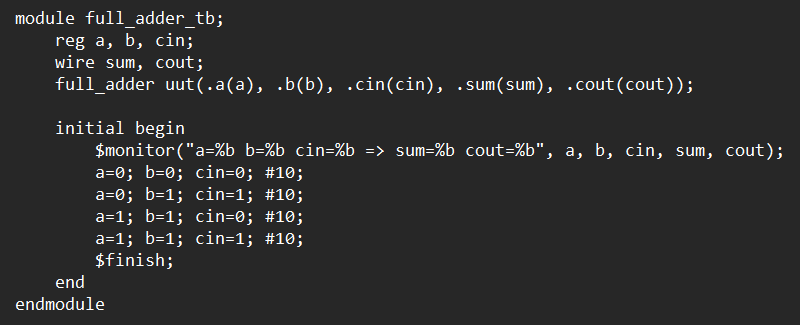 module full_adder_tb;
    reg a, b, cin;
    wire sum, cout;
    full_adder uut(.a(a), .b(b), .cin(cin), .sum(sum), .cout(cout));

    initial begin
        $monitor("a=%b b=%b cin=%b => sum=%b cout=%b", a, b, cin, sum, cout);
        a=0; b=0; cin=0; #10;
        a=0; b=1; cin=1; #10;
        a=1; b=1; cin=0; #10;
        a=1; b=1; cin=1; #10;
        $finish;
    end
endmodule